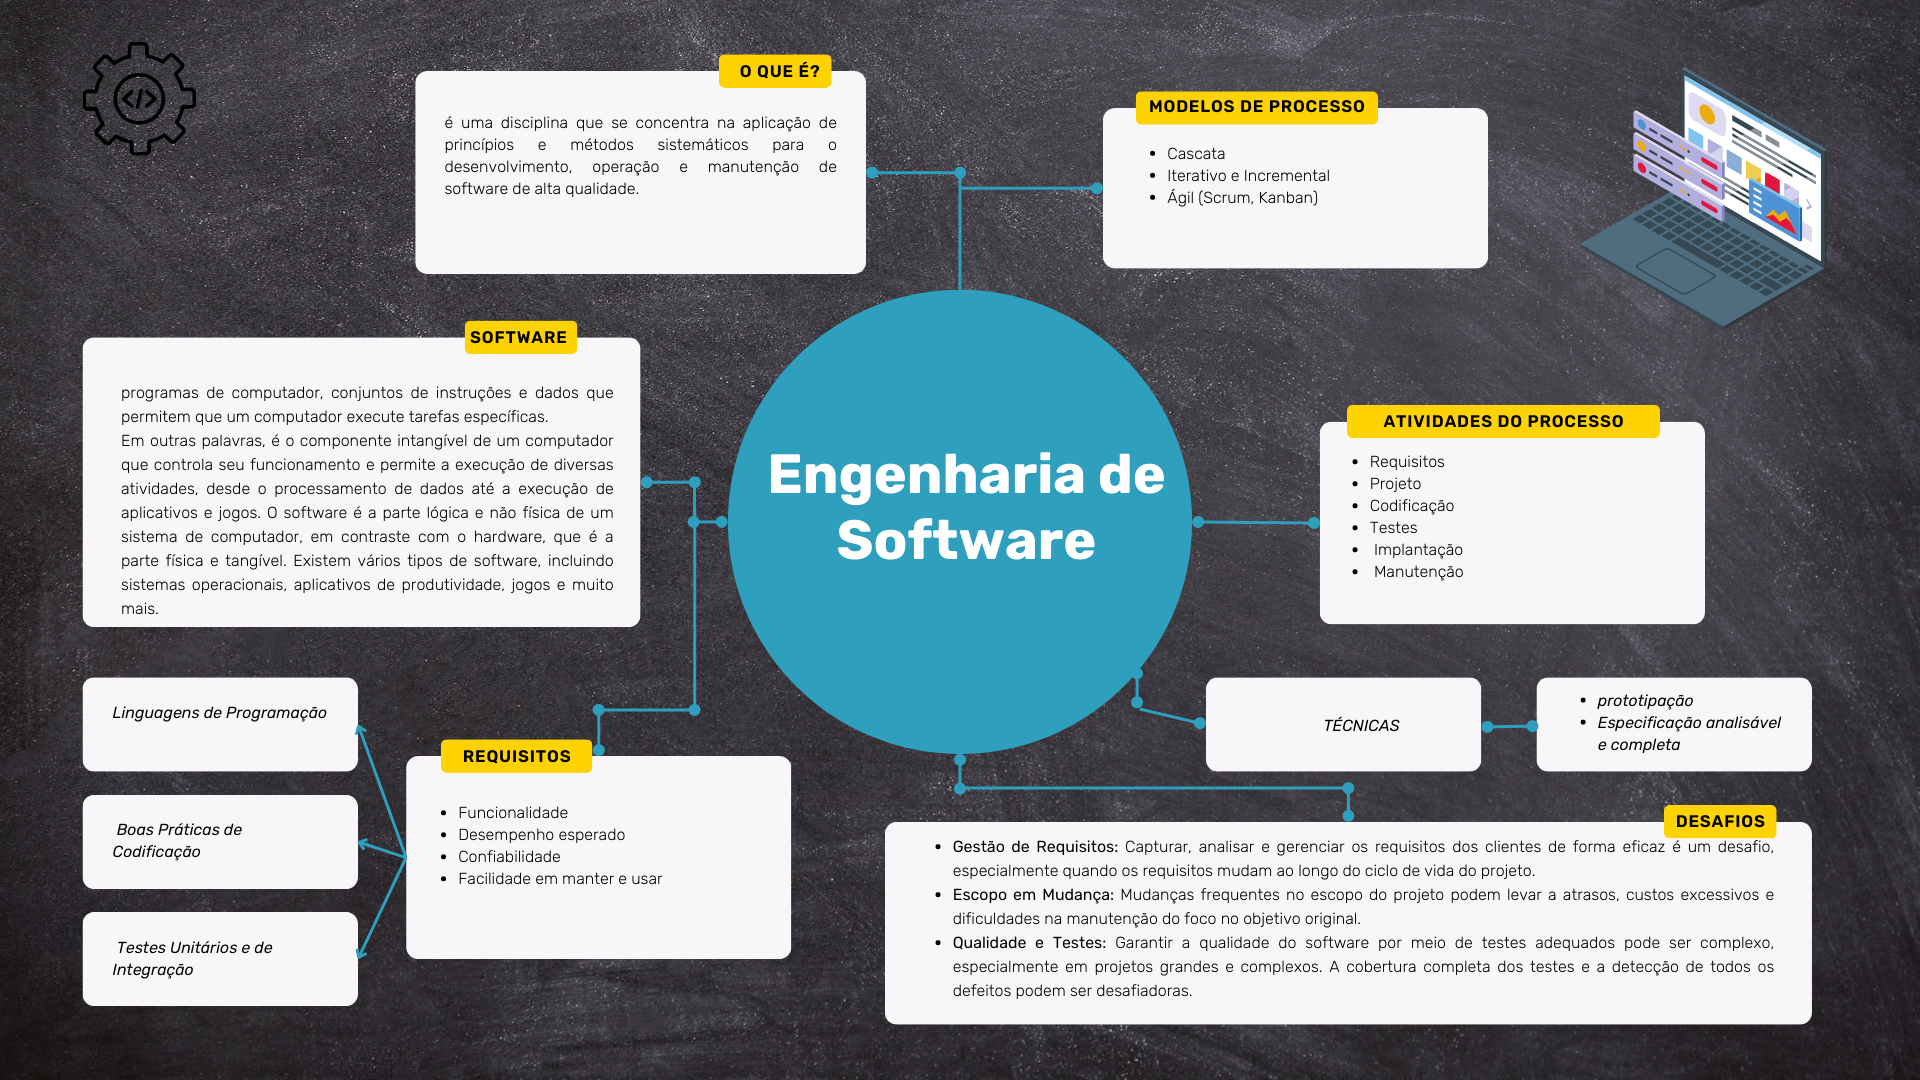 </>
O QUE É?
é uma disciplina que se concentra na aplicação de
princípios e métodos sistemáticos para o
desenvolvimento, operação e manutenção de
software de alta qualidade.
MODELOS DE PROCESSO
Cascata
Iterativo e Incremental
Ágil (Scrum, Kanban)
SOFTWARE
programas de computador, conjuntos de instruções e dados que
permitem que um computador execute tarefas específicas.
Em outras palavras, é o componente intangível de um computador
que controla seu funcionamento e permite a execução de diversas
atividades, desde o processamento de dados até a execução de
aplicativos e jogos. O software é a parte lógica e não física de um
sistema de computador, em contraste com o hardware, que é a
parte física e tangível. Existem vários tipos de software, incluindo
sistemas operacionais, aplicativos de produtividade, jogos e muito
mais.
Engenharia de
Software
ATIVIDADES DO PROCESSO
Requisitos
Projeto
Codificação
Testes
Implantação
Manutenção
Linguagens de Programação
Boas Práticas de
Codificação
Testes Unitários e de
Integração
REQUISITOS
Funcionalidade
Desempenho esperado
Confiabilidade
Facilidade em manter e usar
TÉCNICAS
prototipação
Especificação analisável
e completa
DESAFIOS
Gestão de Requisitos: Capturar, analisar e gerenciar os requisitos dos clientes de forma eficaz é um desafio,
especialmente quando os requisitos mudam ao longo do ciclo de vida do projeto.
Escopo em Mudança: Mudanças frequentes no escopo do projeto podem levar a atrasos, custos excessivos e
dificuldades na manutenção do foco no objetivo original.
Qualidade e Testes: Garantir a qualidade do software por meio de testes adequados pode ser complexo,
especialmente em projetos grandes e complexos. A cobertura completa dos testes e a detecção de todos os
defeitos podem ser desafiadoras.